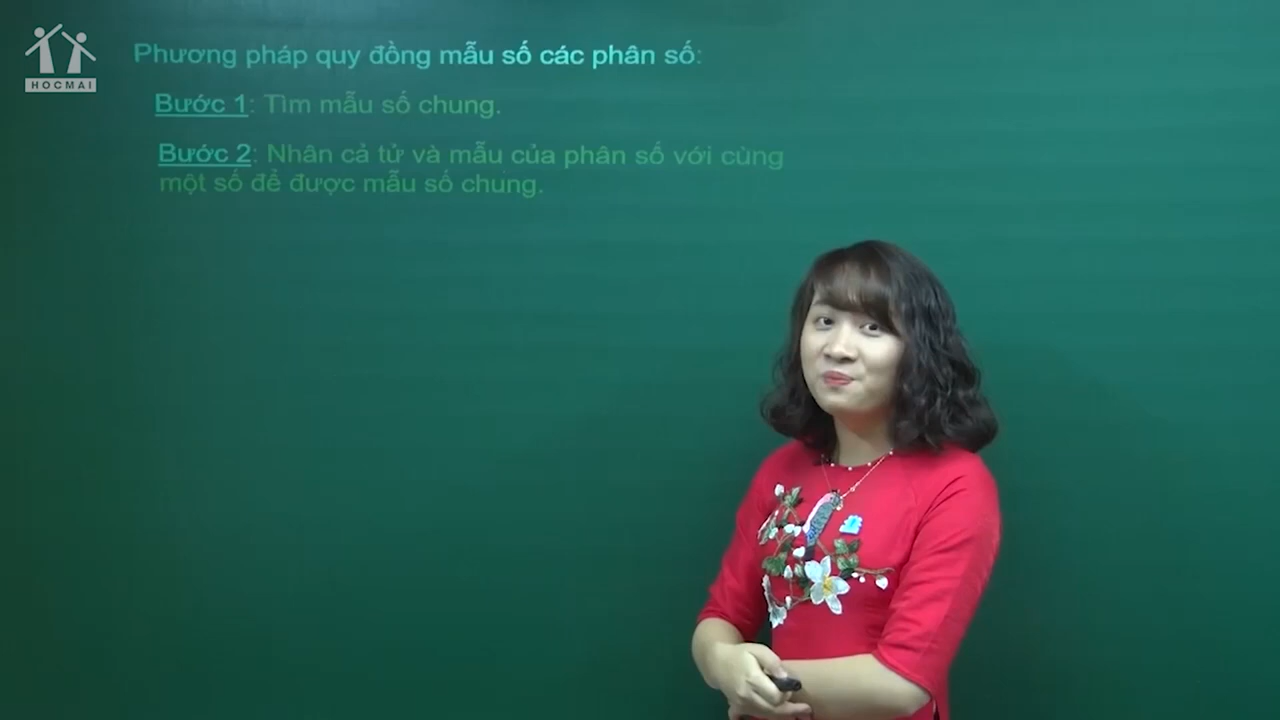 HOCMAI
Phương pháp quy đồng mẫu số các phân số:
Bước 1: Tìm mẫu số chung.
Bước 2: Nhân cả tử và mẫu của phân số với cùng
một số để được mẫu số chung.